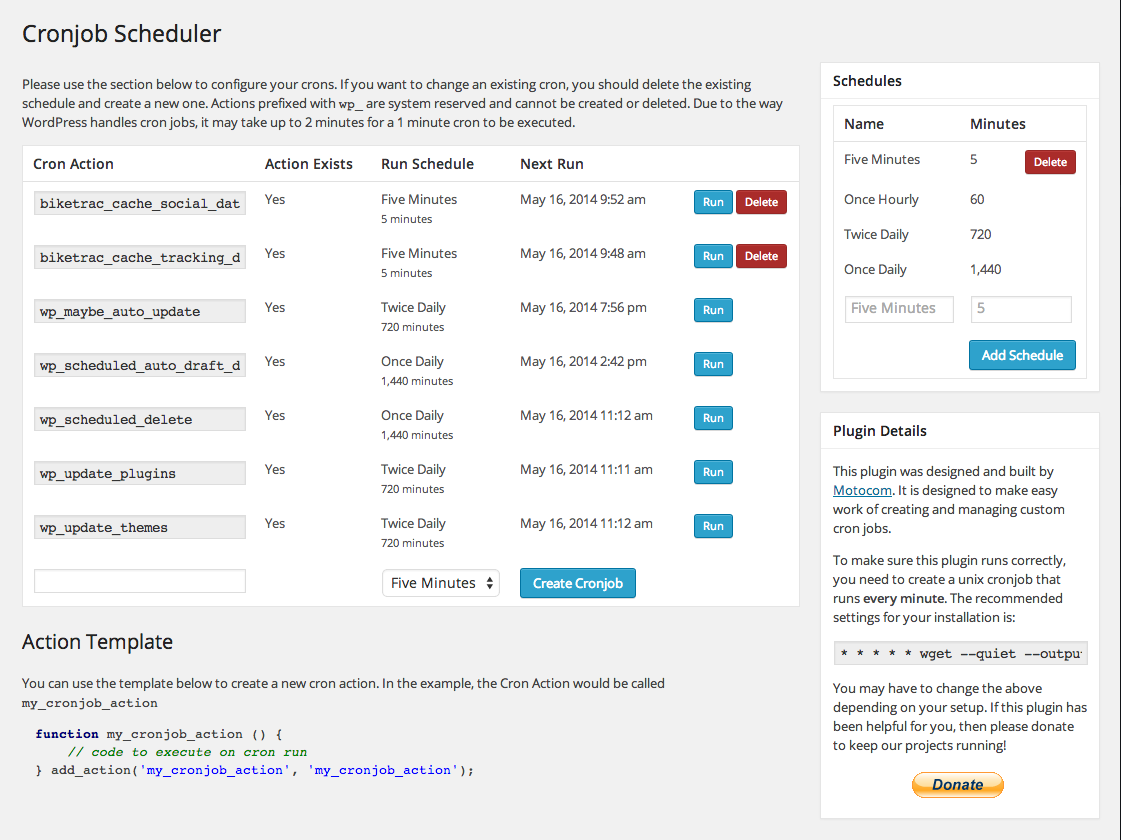 Cronjob Scheduler
Please use the section below to configure your crons. If you want to change an existing cron, you should delete the existing
schedule and create a new one. Actions prefixed with wp_ are system reserved and cannot be created or deleted. Due to the way
WordPress handles cron jobs, it may take up to 2 minutes for a 1 minute cron to be executed.
Cron Action Action Exists Run Schedule Next Run
biketrac_cache_social_dat Yes Five Minutes May 16, 2014 9:52 am Run Delete
5 minutes
biketrac_cache_tracking_d Yes Five Minutes May 16, 2014 9:48 am Run Delete
5 minutes
wp_maybe_auto_update Yes Twice Daily May 16, 2014 7:56 pm Run
720 minutes
wp_scheduled_auto_draft_d Yes Once Daily May 16, 2014 2:42 pm Run
1,440 minutes
wp_scheduled_delete Yes Once Daily May 16, 2014 11:12 am Run
1,440 minutes
wp_update_plugins Yes Twice Daily May 16, 2014 11:11 am Run
720 minutes
wp_update_themes Yes Twice Daily May 16, 2014 11:12 am Run
720 minutes
Five Minutes Create Cronjob
Action Template
You can use the template below to create a new cron action. In the example, the Cron Action would be called
my_cronjob_action
function my_cronjob_action () {
// code to execute on cron run
} add_action('my_cronjob_action', 'my_cronjob_action');
Schedules
Name Minutes
Five Minutes 5 Delete
Once Hourly 60
Twice Daily 720
Once Daily 1,440
Five Minutes 5
Add Schedule
Plugin Details
This plugin was designed and built by
Motocom. It is designed to make easy
work of creating and managing custom
cron jobs.
To make sure this plugin runs correctly,
you need to create a unix cronjob that
runs every minute. The recommended
settings for your installation is:
* * * * * wget --quiet --output
You may have to change the above
depending on your setup. If this plugin has
been helpful for you, then please donate
to keep our projects running!
Donate